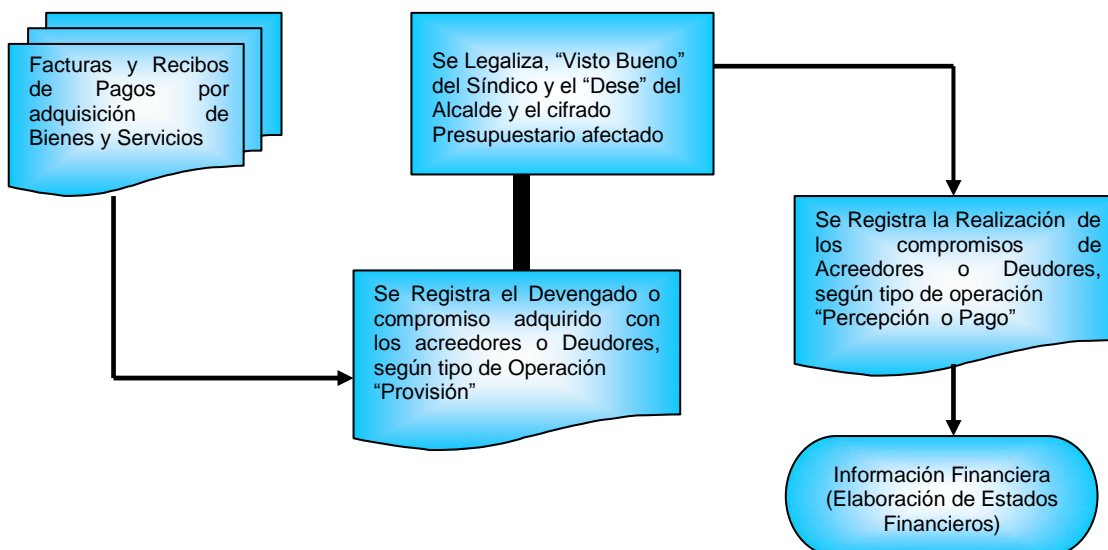 Facturas y Recibos
de Pagos por
adquisición de
Bienes y Servicios
Se Legaliza, “Visto Bueno”
del Síndico y el “Dese” del
Alcalde y el cifrado
Presupuestario afectado
Se Registra el Devengado o
compromiso adquirido con
los acreedores o Deudores,
según tipo de Operación
“Provisión”
Se Registra la Realización de
los compromisos de
Acreedores o Deudores,
según tipo de operación
“Percepción o Pago”
Información Financiera
(Elaboración de Estados
Financieros)